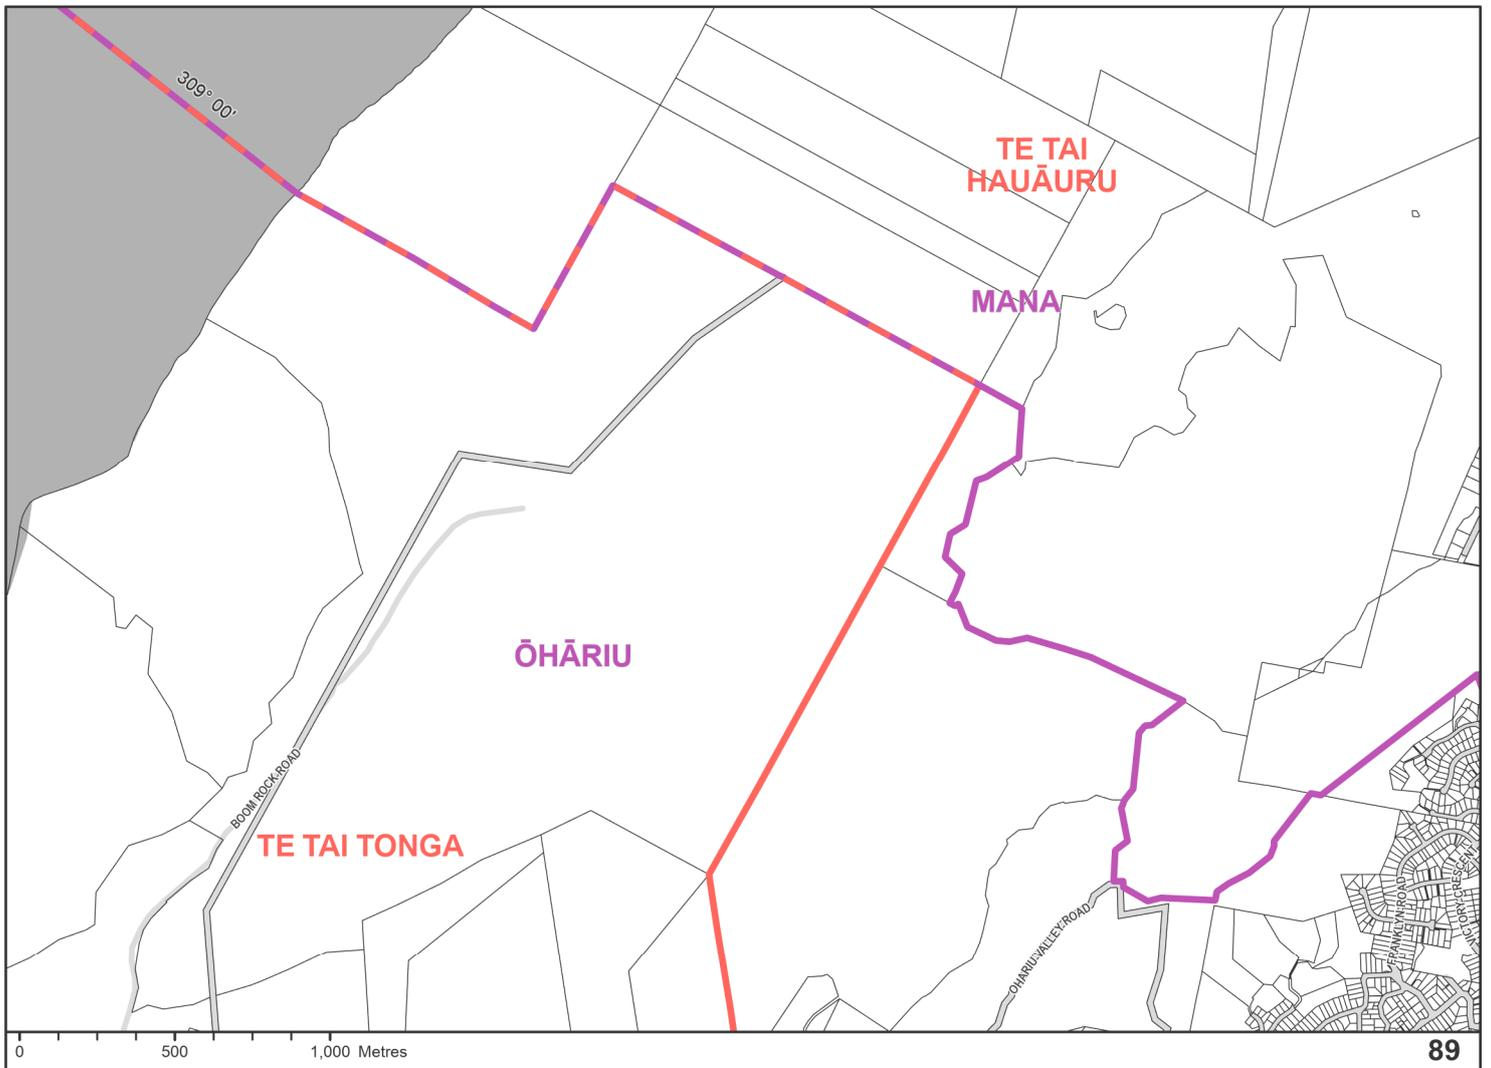 309° 00'
TE TAI
HAUĀURU
MANA
ŌHĀRIU
BOOM ROCK ROAD
TE TAI TONGA
OHARIU VALLEY ROAD
FRANKLYN ROAD
VICTORY CRESCENT
0 500 1,000 Metres
89